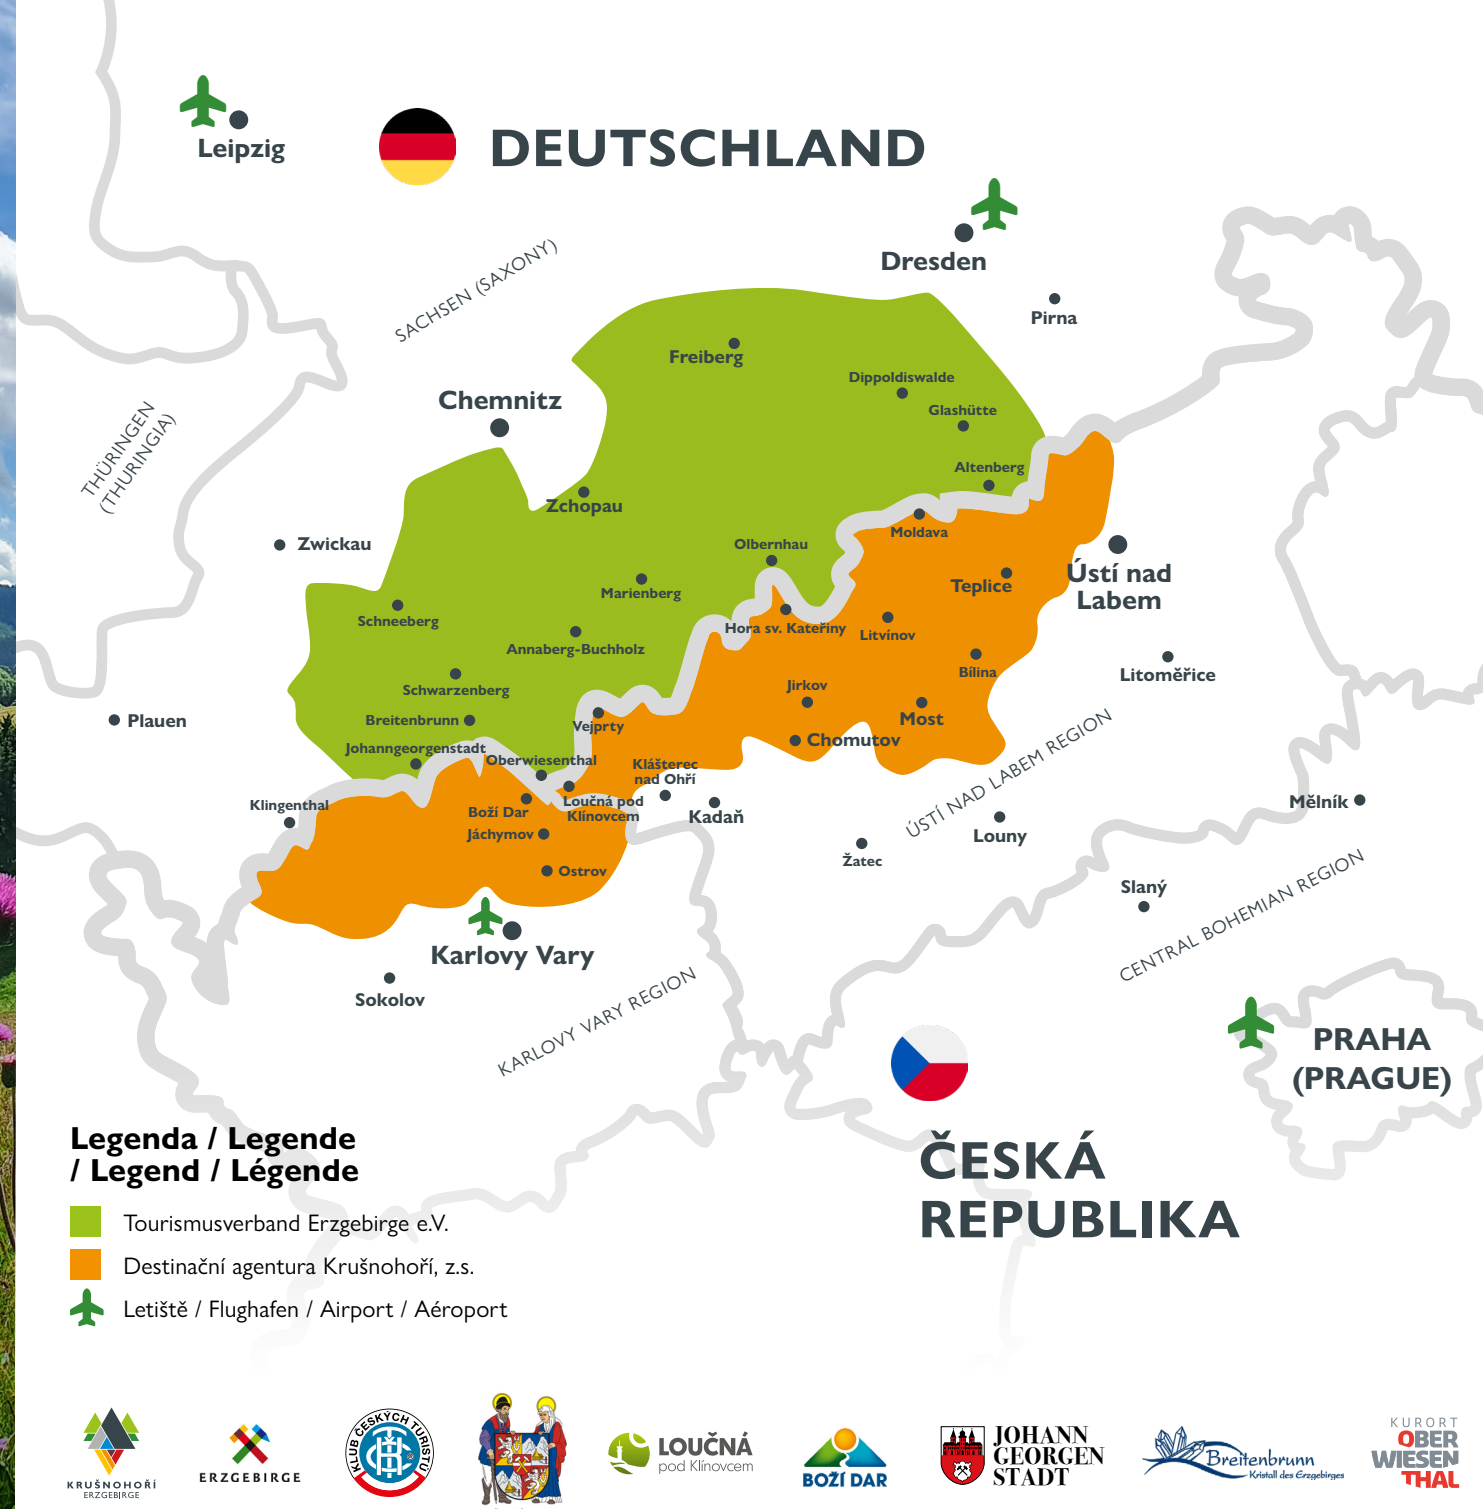 Leipzig
DEUTSCHLAND
SACHSEN (SAXONY)
Dresden
Pirna
Freiberg
Dippoldiswalde
Glashütte
Chemnitz
THÜRINGEN
(THURINGIA)
Altenberg
Zchopau
Moldava
Zwickau
Olbernhau
Ústí nad
Labem
Teplice
Marienberg
Schneeberg
Hora sv. Kateřiny
Litvínov
Annaberg-Buchholz
Bílina
Litoměřice
Schwarzenberg
Jirkov
Breitenbrunn
Plauen
Vejprty
Most
Chomutov
Johanngeorgenstadt
Oberwiesenthal
Klášterec
nad Ohří
ÚSTÍ NAD LABEM REGION
Klingenthal
Boží Dar
Loučná pod
Klínovcem
Kadaň
Mělník
Jáchymov
Louny
Žatec
Ostrov
Slaný
CENTRAL BOHEMIAN REGION
Karlovy Vary
Sokolov
KARLOVY VARY REGION
PRAHA
(PRAGUE)
ČESKÁ
REPUBLIKA
Legenda / Legende
/ Legend / Légende
Tourismusverband Erzgebirge e.V.
Destinační agentura Krušnohoří, z.s.
Letiště / Flughafen / Airport / Aéroport
KRUŠNOHOŘÍ
ERZGEBIRGE
ERZGEBIRGE
KLUB ČESKÝCH TURISTŮ
KČT
LOUČNÁ
pod Klínovcem
BOŽÍ DAR
JOHANN
GEORGEN
STADT
Breitenbrunn
Kristall des Erzgebirges
KURORT
OBER
WIESEN
THAL